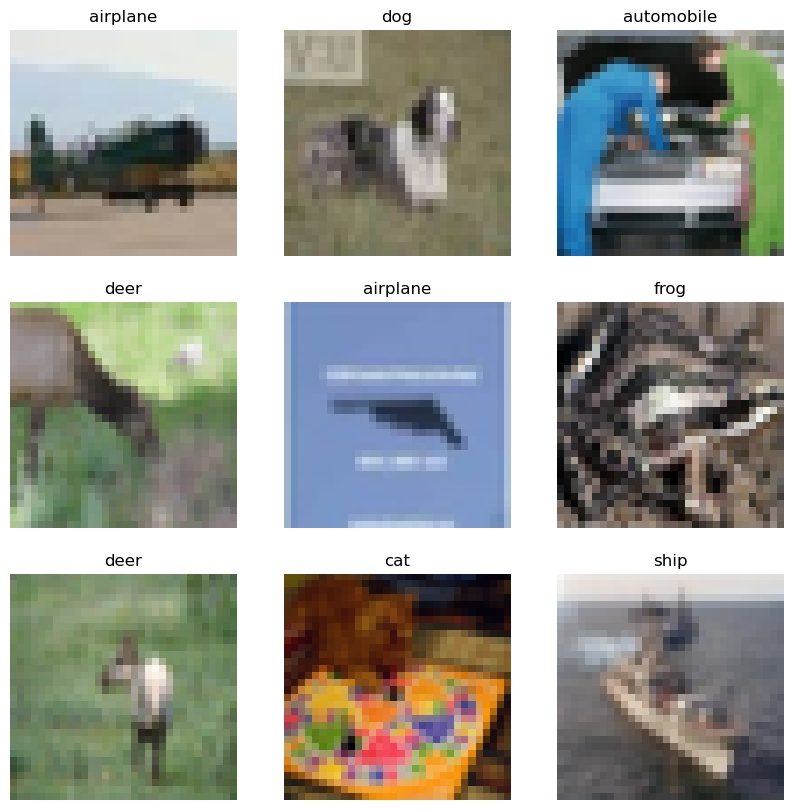 airplane
dog
automobile
deer
airplane
frog
deer
cat
ship